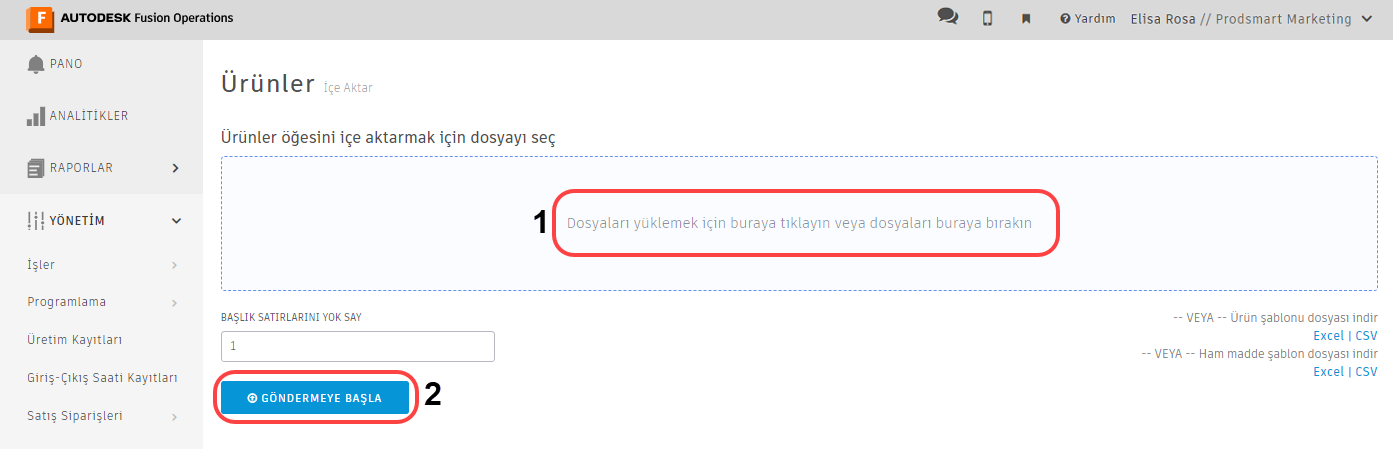 AUTODESK Fusion Operations
Yardım
Elisa Rosa // Prodsmart Marketing
PANO
ANALİTİKLER
RAPORLAR
YÖNETİM
İşler
Programlama
Üretim Kayıtları
Giriş-Çıkış Saati Kayıtları
Satış Siparişleri
Ürünler İçe Aktar
Ürünler öğesini içe aktarmak için dosyayı seç
1
Dosyaları yüklemek için buraya tıklayın veya dosyaları buraya bırakın
BAŞLIK SATIRLARINI YOK SAY
1
GÖNDERMEYE BAŞLA
2
-- VEYA -- Ürün şablonu dosyası indir
Excel | CSV
-- VEYA -- Ham madde şablon dosyası indir
Excel | CSV